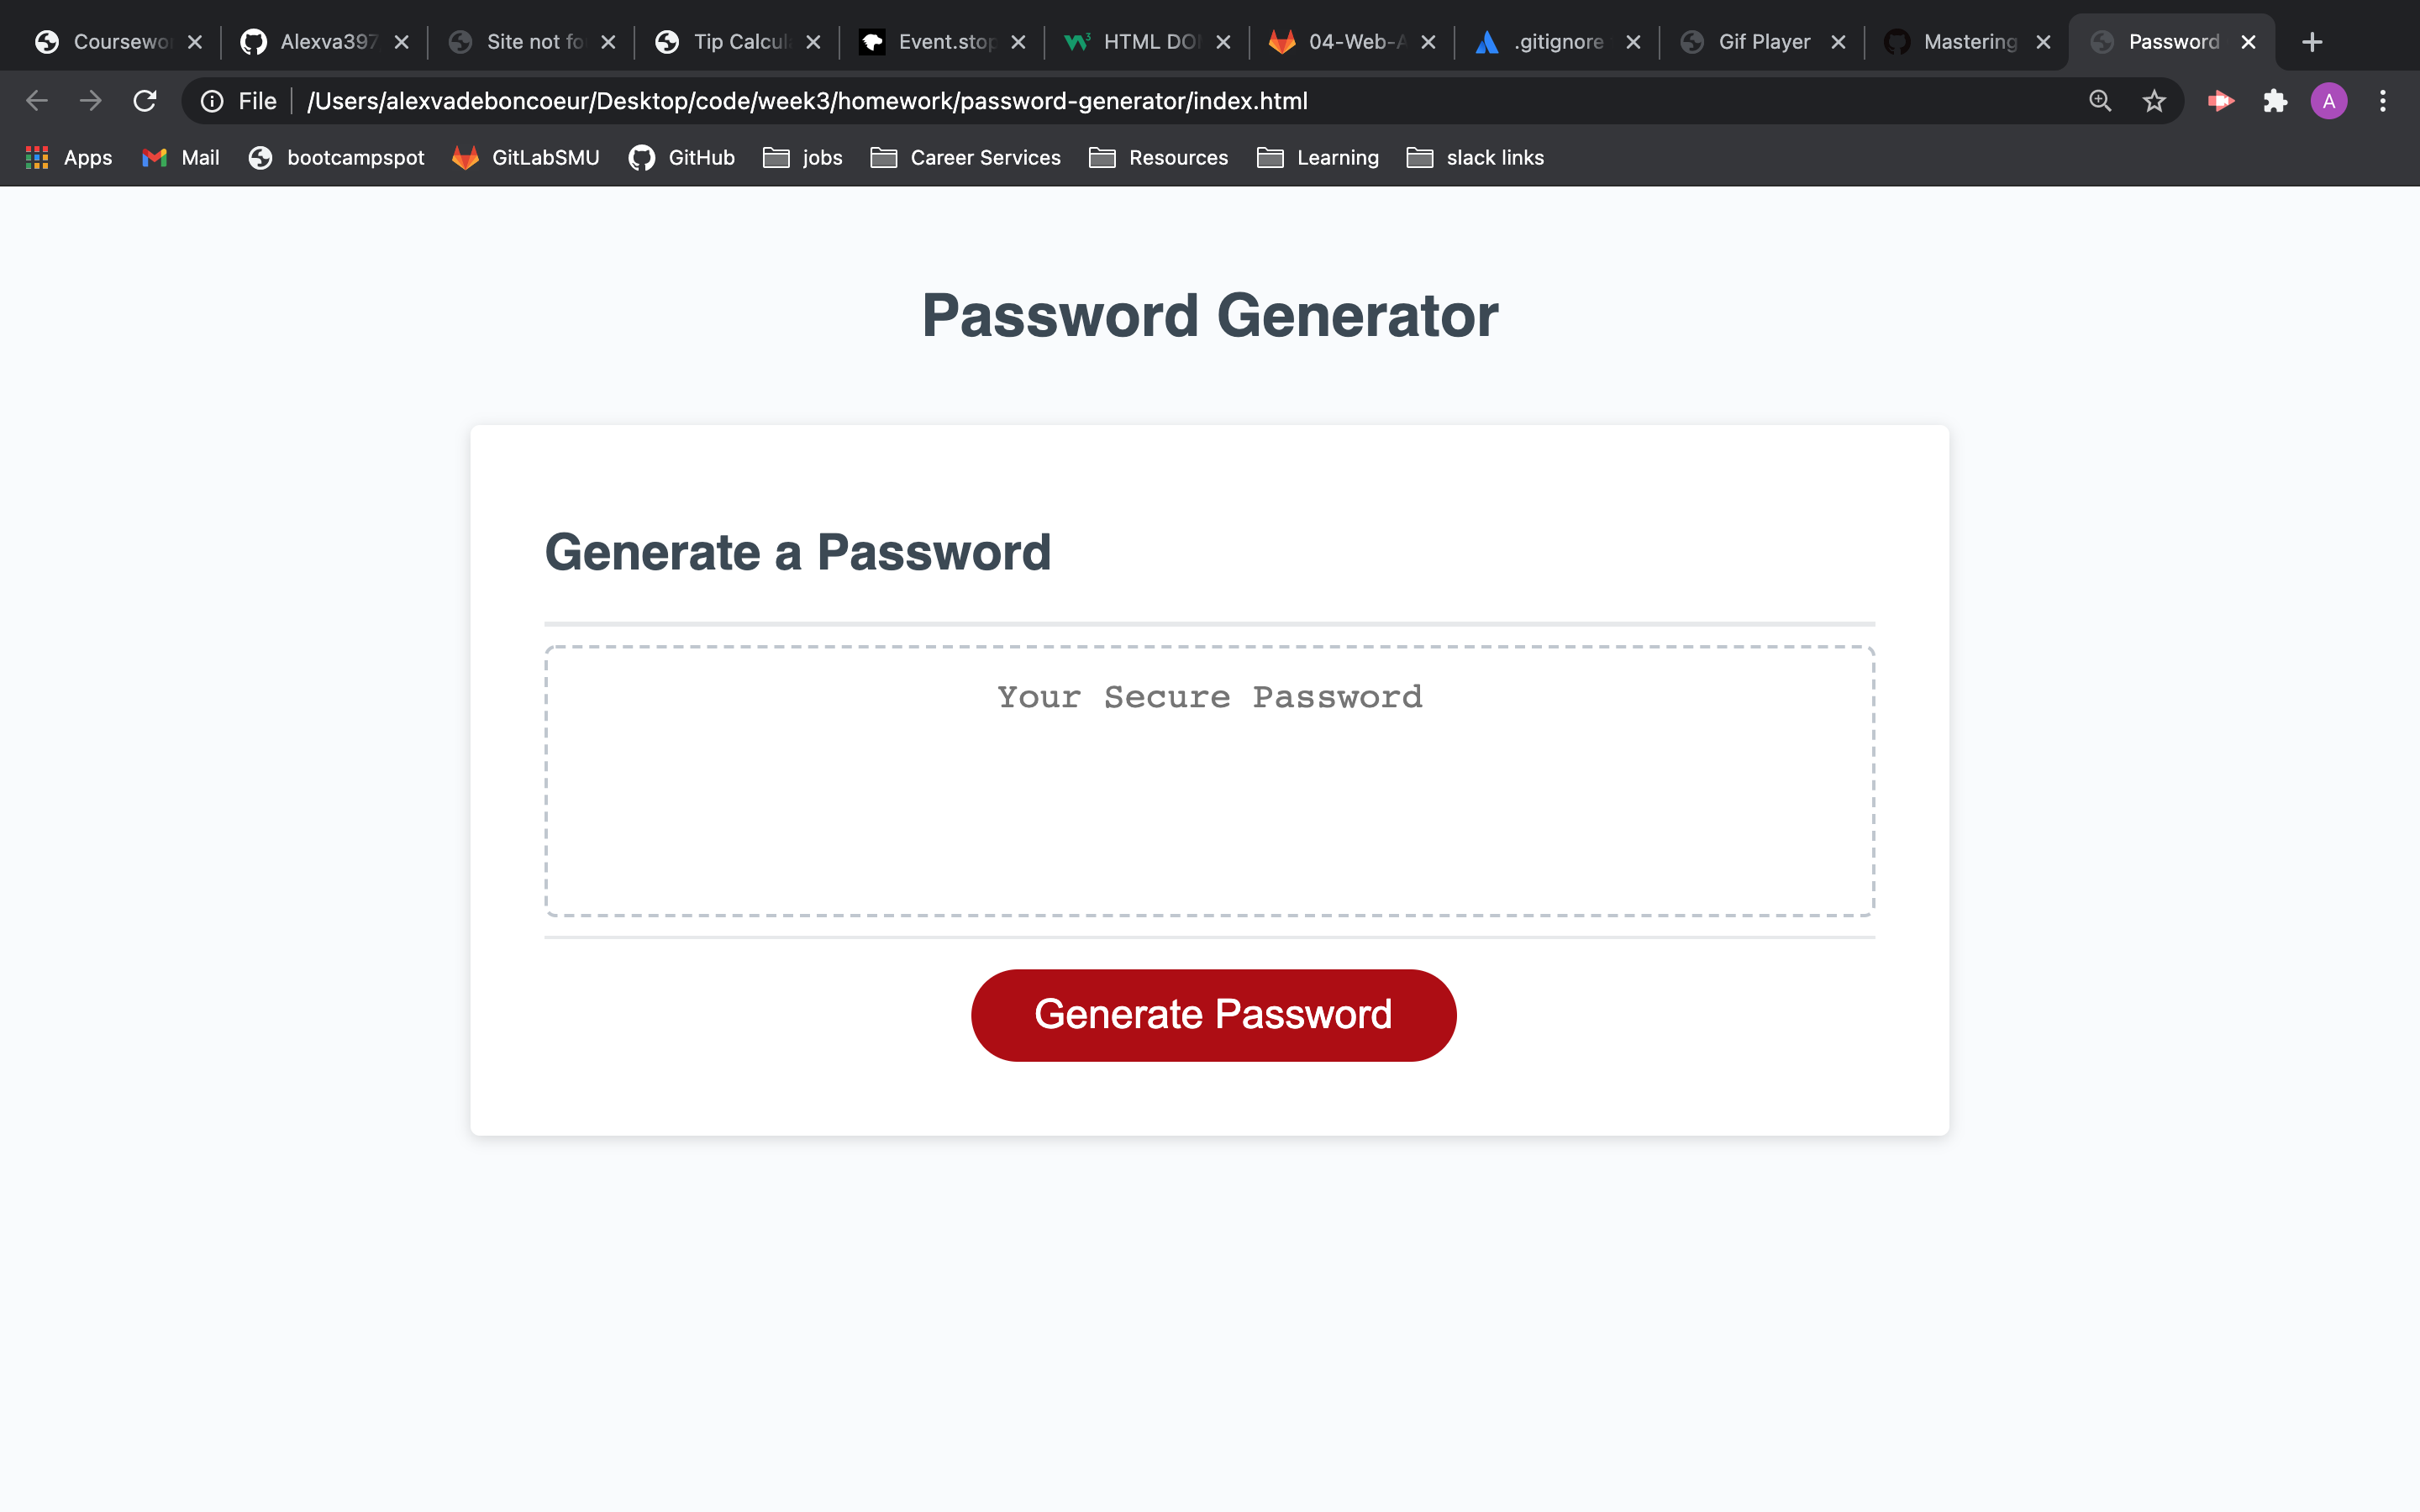 Coursewor Alexva397 Site not fo Tip Calcul Event.stop HTML DO 04-Web-A .gitignore Gif Player Mastering Password
File /Users/alexvadeboncoeur/Desktop/code/week3/homework/password-generator/index.html A
Apps Mail bootcampspot GitLabSMU GitHub jobs Career Services Resources Learning slack links
Password Generator
Generate a Password
Your Secure Password
Generate Password